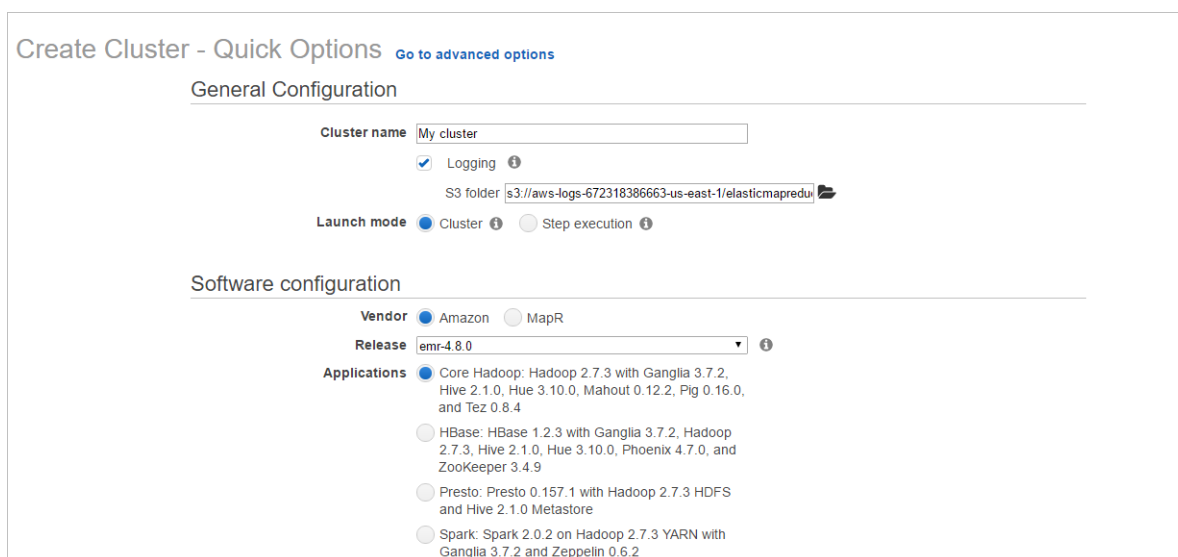 Create Cluster - Quick Options Go to advanced options
General Configuration
Cluster name My cluster
Logging
S3 folder s3://aws-logs-672318386663-us-east-1/elasticmapredu
Launch mode Cluster Step execution
Software configuration
Vendor Amazon MapR
Release emr-4.8.0
Applications Core Hadoop: Hadoop 2.7.3 with Ganglia 3.7.2,
Hive 2.1.0, Hue 3.10.0, Mahout 0.12.2, Pig 0.16.0,
and Tez 0.8.4
HBase: HBase 1.2.3 with Ganglia 3.7.2, Hadoop
2.7.3, Hive 2.1.0, Hue 3.10.0, Phoenix 4.7.0, and
ZooKeeper 3.4.9
Presto: Presto 0.157.1 with Hadoop 2.7.3 HDFS
and Hive 2.1.0 Metastore
Spark: Spark 2.0.2 on Hadoop 2.7.3 YARN with
Ganglia 3.7.2 and Zeppelin 0.6.2